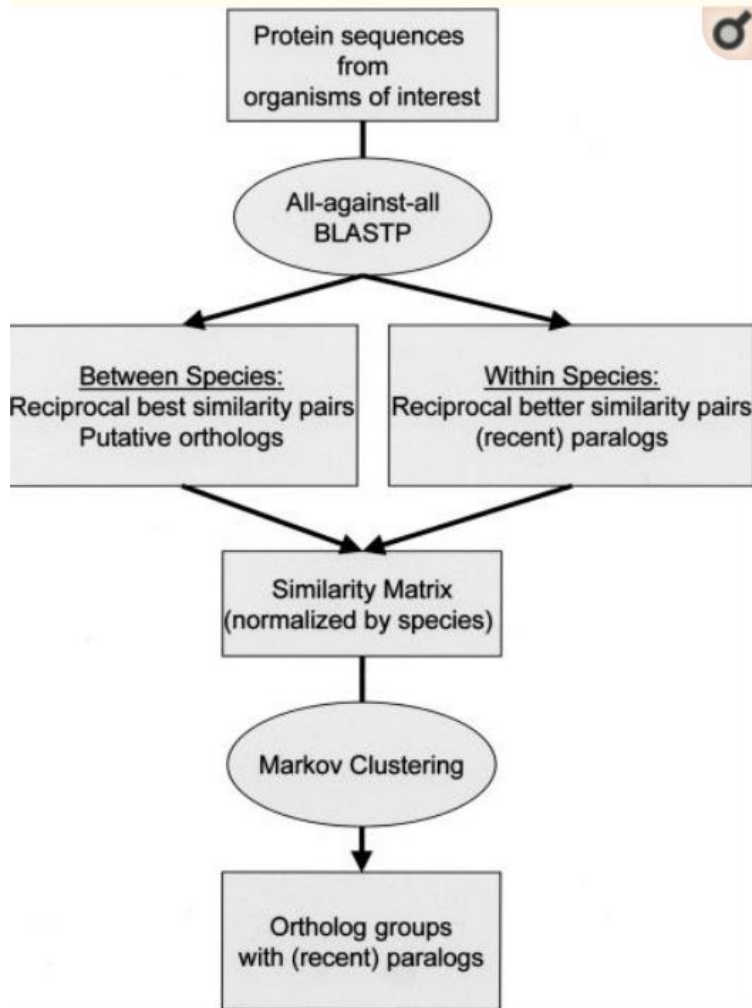 Protein sequences
from
organisms of interest
All-against-all
BLASTP
Between Species:
Reciprocal best similarity pairs
Putative orthologs
Within Species:
Reciprocal better similarity pairs
(recent) paralogs
Similarity Matrix
(normalized by species)
Markov Clustering
Ortholog groups
with (recent) paralogs